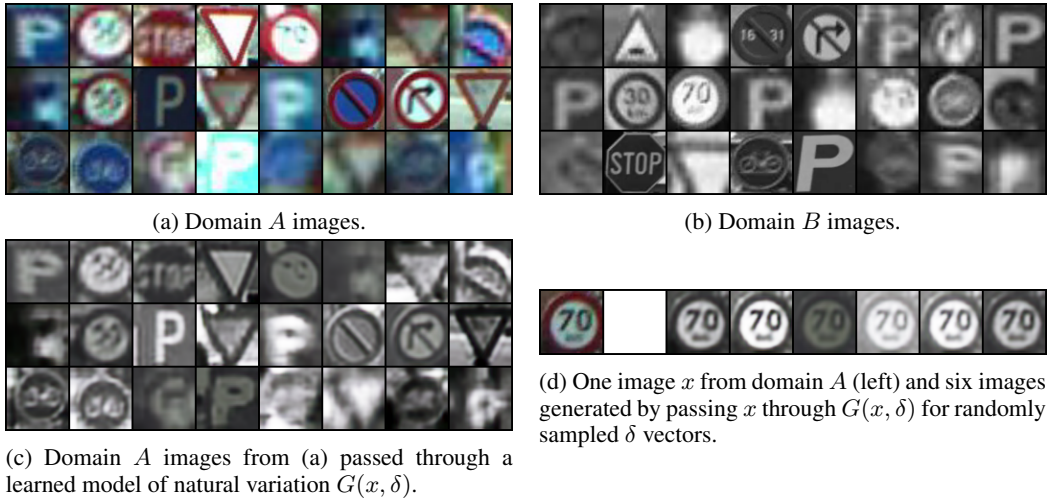 P STOP
P P
P
(a) Domain A images.
16 31 P P
P 30 70 P
STOP P P
(b) Domain B images.
P STOP
P P
P
(c) Domain A images from (a) passed through a
learned model of natural variation G(x, δ).
70 70 70 70 70 70 70
(d) One image x from domain A (left) and six images
generated by passing x through G(x, δ) for randomly
sampled δ vectors.